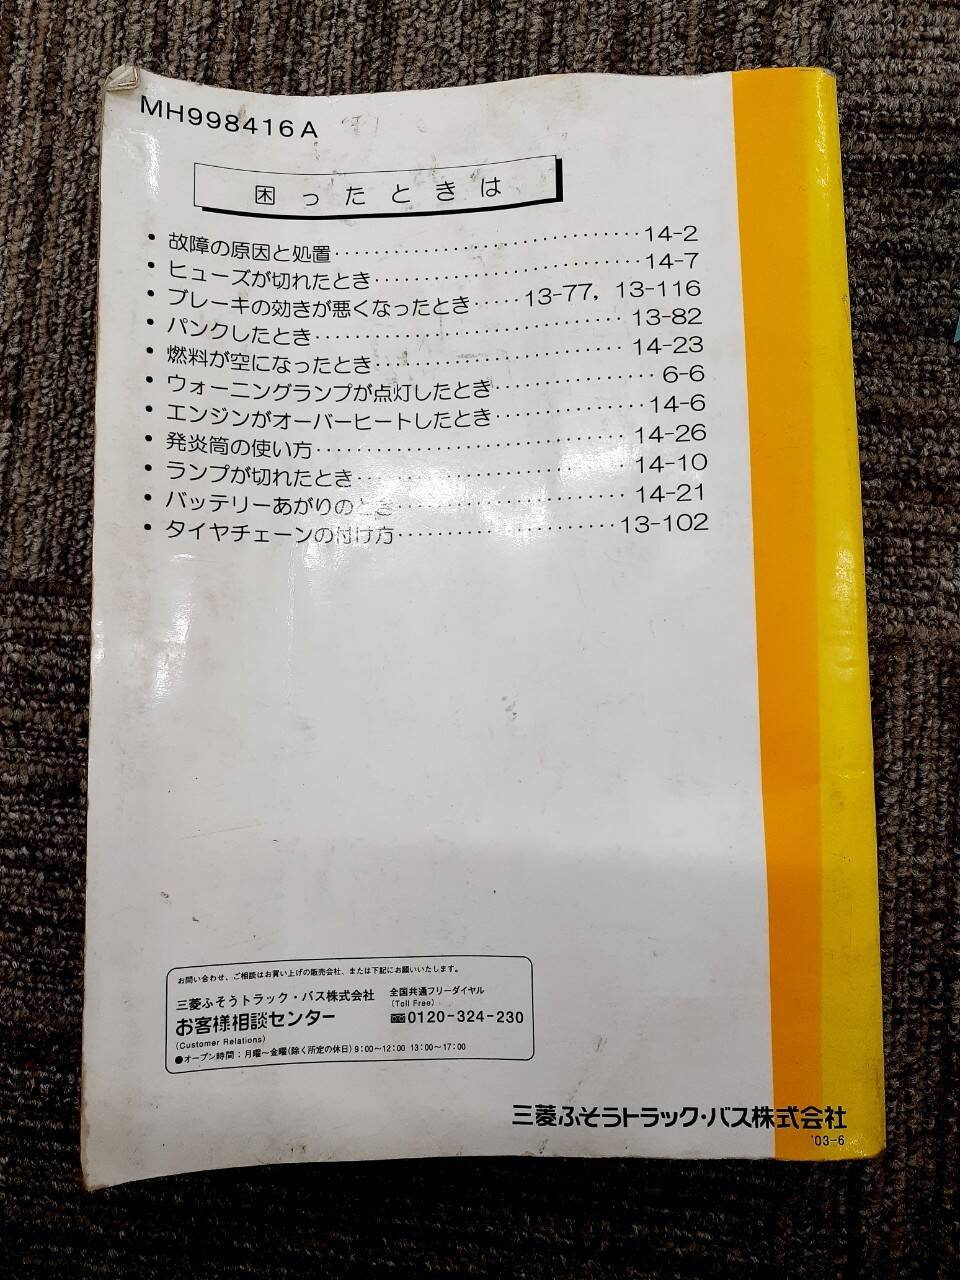 MH998416A
困ったときは
・故障の原因と処置‥‥‥‥‥‥‥‥‥‥14-2
・ヒューズが切れたとき‥‥‥‥‥‥‥‥‥14-7
・ブレーキの効きが悪くなったとき‥‥13-77，13-116
・パンクしたとき‥‥‥‥‥‥‥‥‥‥13-82
・燃料が空になったとき‥‥‥‥‥‥‥‥14-23
・ウォーニングランプが点灯したとき‥‥‥‥‥6-6
・エンジンがオーバーヒートしたとき‥‥‥‥‥14-6
・発炎筒の使い方‥‥‥‥‥‥‥‥‥‥14-26
・ランプが切れたとき‥‥‥‥‥‥‥‥‥14-10
・バッテリーあがりのとき‥‥‥‥‥‥‥14-21
・タイヤチェーンの付け方‥‥‥‥‥‥‥13-102
お問い合わせ、ご相談はお買い上げの販売会社、または下記にお願いいたします。
三菱ふそうトラック・バス株式会社 全国共通フリーダイヤル
(Toll Free)
お客様相談センター 0120-324-230
(Customer Relations)
●オープン時間：月曜～金曜(除く所定の休日) 9:00～12:00 13:00～17:00
三菱ふそうトラック・バス株式会社
'03-6